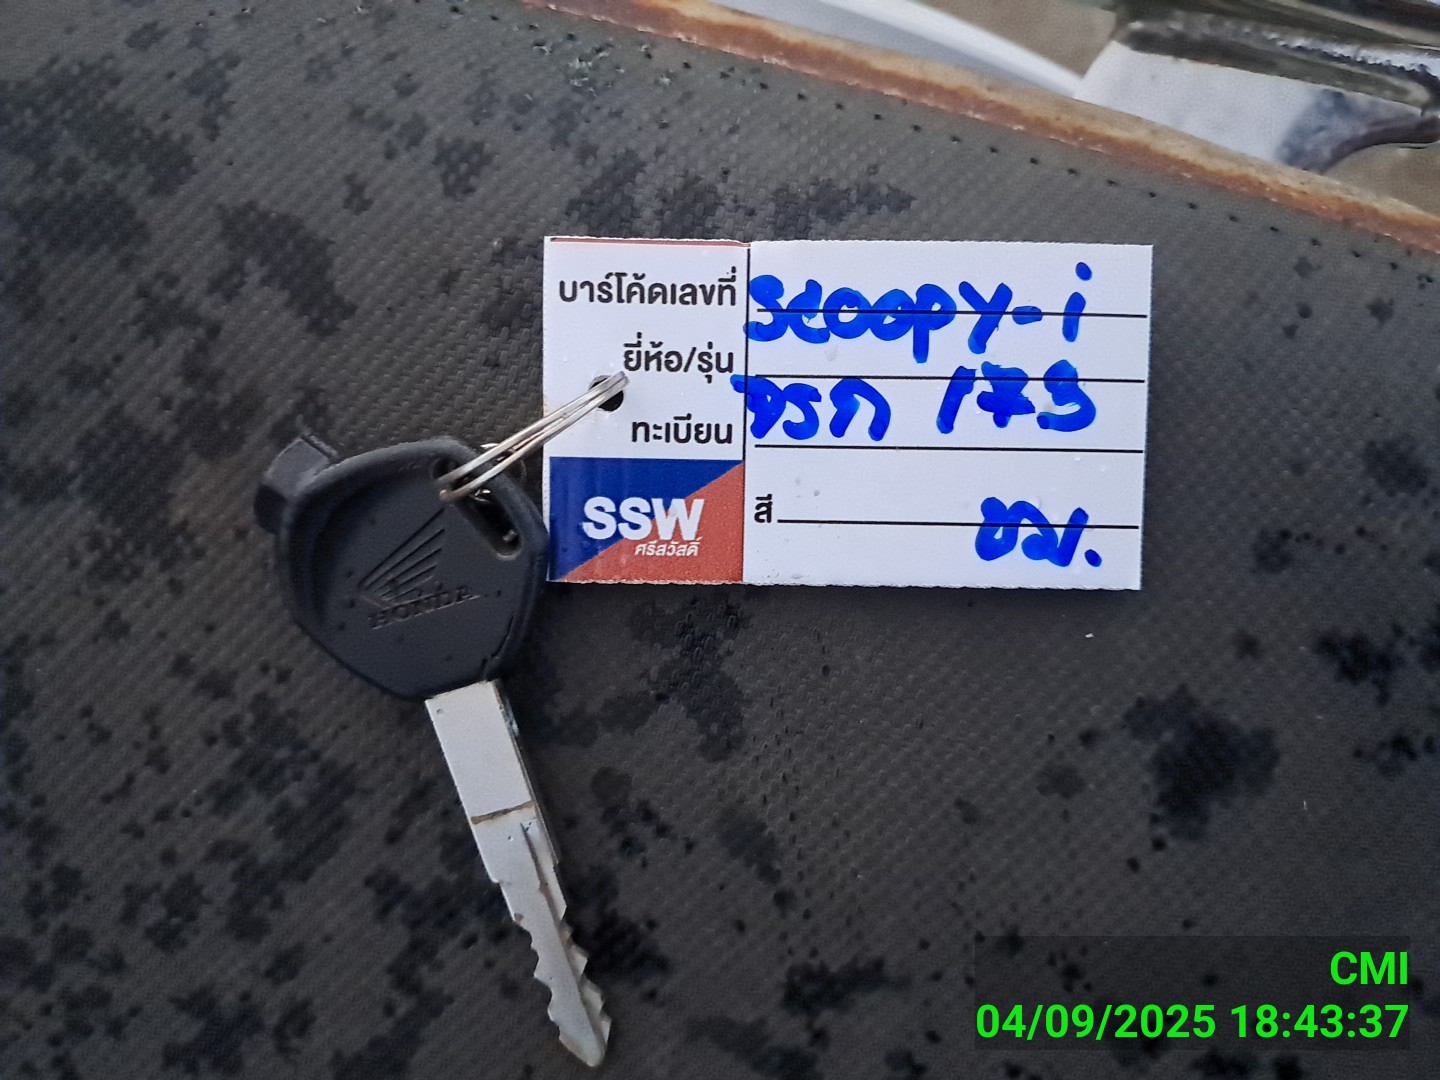 บาร์โค้ดเลขที่ Scoopy-i
ยี่ห้อ/รุ่น
ทะเบียน จรก 173
สี ชม.
SSW
ศรีสวัสดิ์
HONDA
CMI
04/09/2025 18:43:37